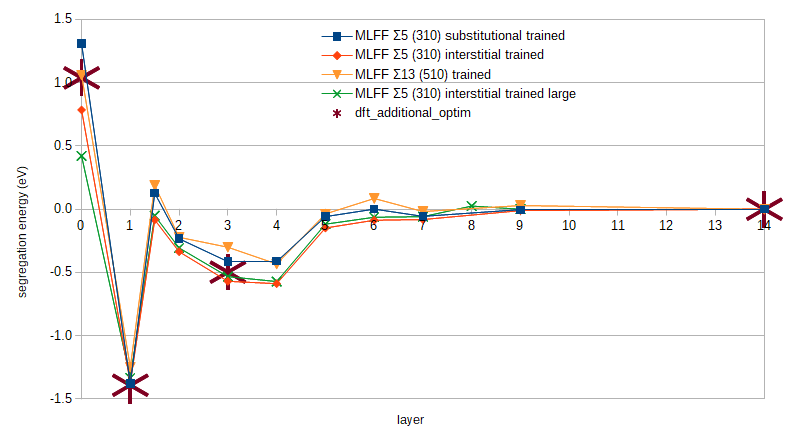 1.5
MLFF Σ5 (310) substitutional trained
MLFF Σ5 (310) interstitial trained
MLFF Σ13 (510) trained
MLFF Σ5 (310) interstitial trained large
dft_additional_optim
1.0
0.5
0.0
0 1 2 3 4 5 6 7 8 9 10 11 12 13 14
-0.5
-1.0
-1.5
segregation energy (eV)
layer